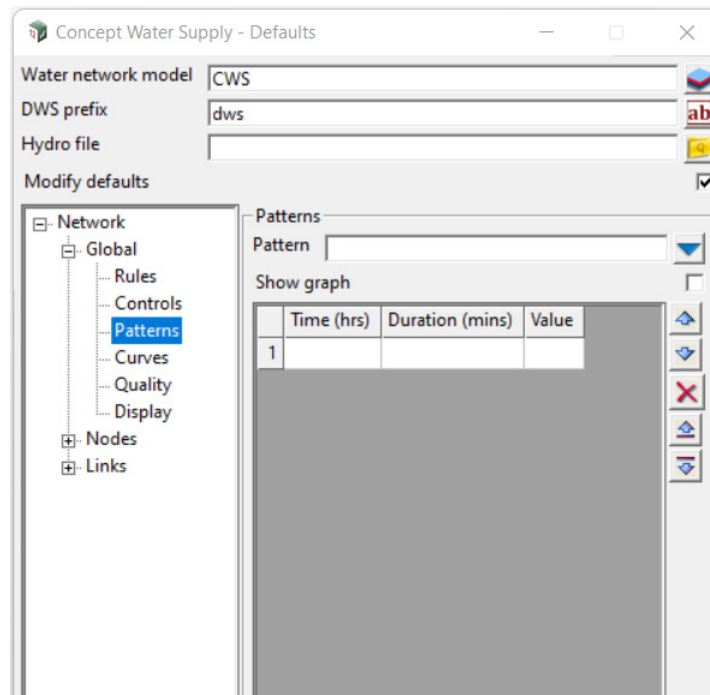 Concept Water Supply - Defaults
Water network model CWS
DWS prefix dws
ab
Hydro file
Modify defaults
Network
Global
Rules
Controls
Patterns
Curves
Quality
Display
Nodes
Links
Patterns
Pattern
Show graph
Time (hrs) Duration (mins) Value
1